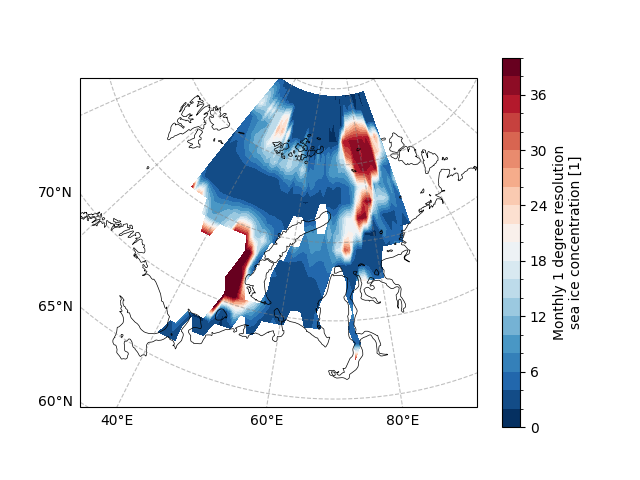 70°N
65°N
60°N
40°E
60°E
80°E
36
30
24
18
12
6
0
Monthly 1 degree resolution
sea ice concentration [1]